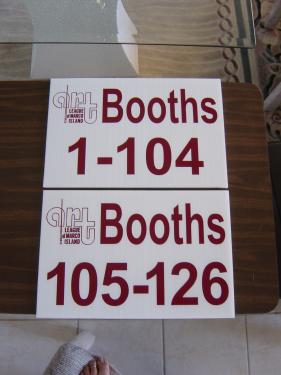 art
LEAGUE
of MARCO
ISLAND
Booths
1-104
art
LEAGUE
of MARCO
ISLAND
Booths
105-126